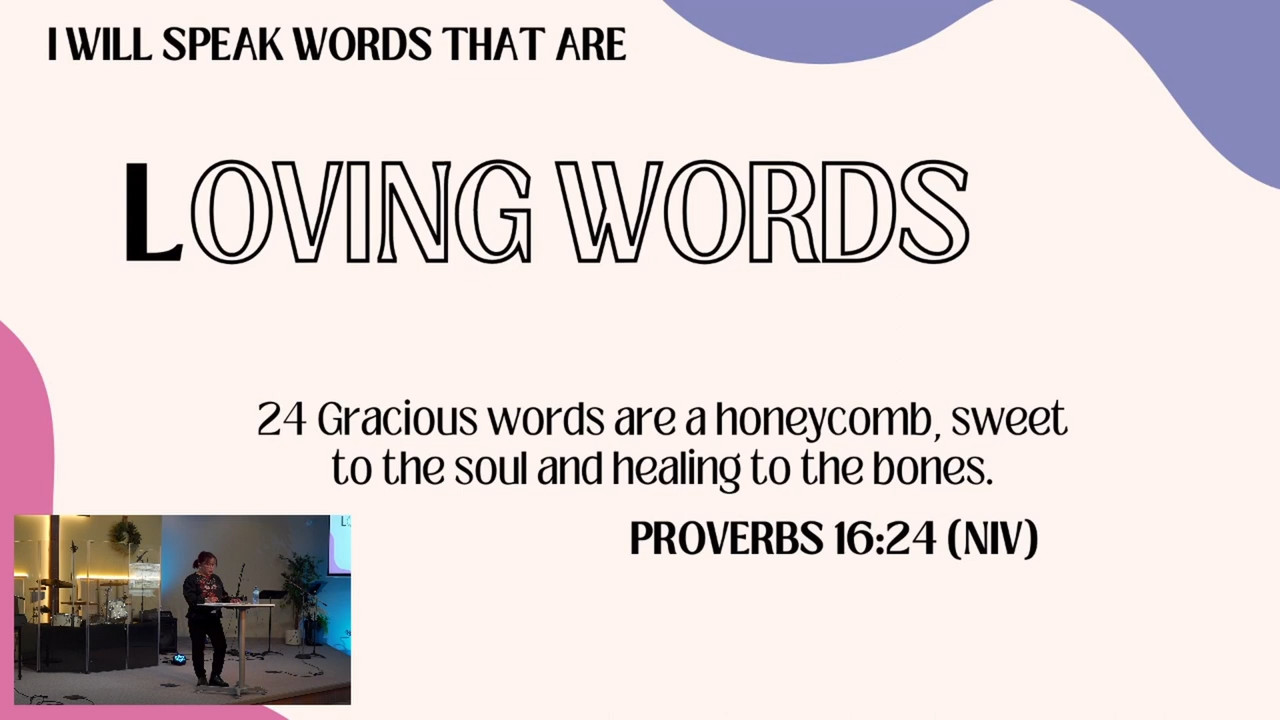 I WILL SPEAK WORDS THAT ARE
LOVING WORDS
24 Gracious words are a honeycomb, sweet
to the soul and healing to the bones.
PROVERBS 16:24 (NIV)